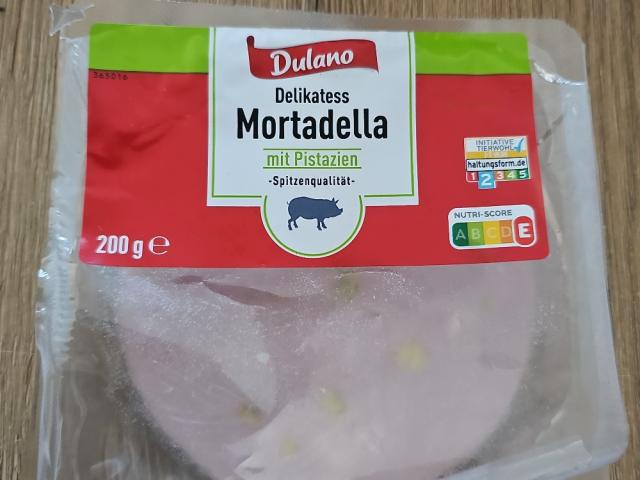 Dulano
365016
Delikatess
Mortadella
mit Pistazien
-Spitzenqualität-
INITIATIVE
TIERWOHL
haltungsform.de
1 2 3 4 5
NUTRI-SCORE
A B C D E
200 g ℮